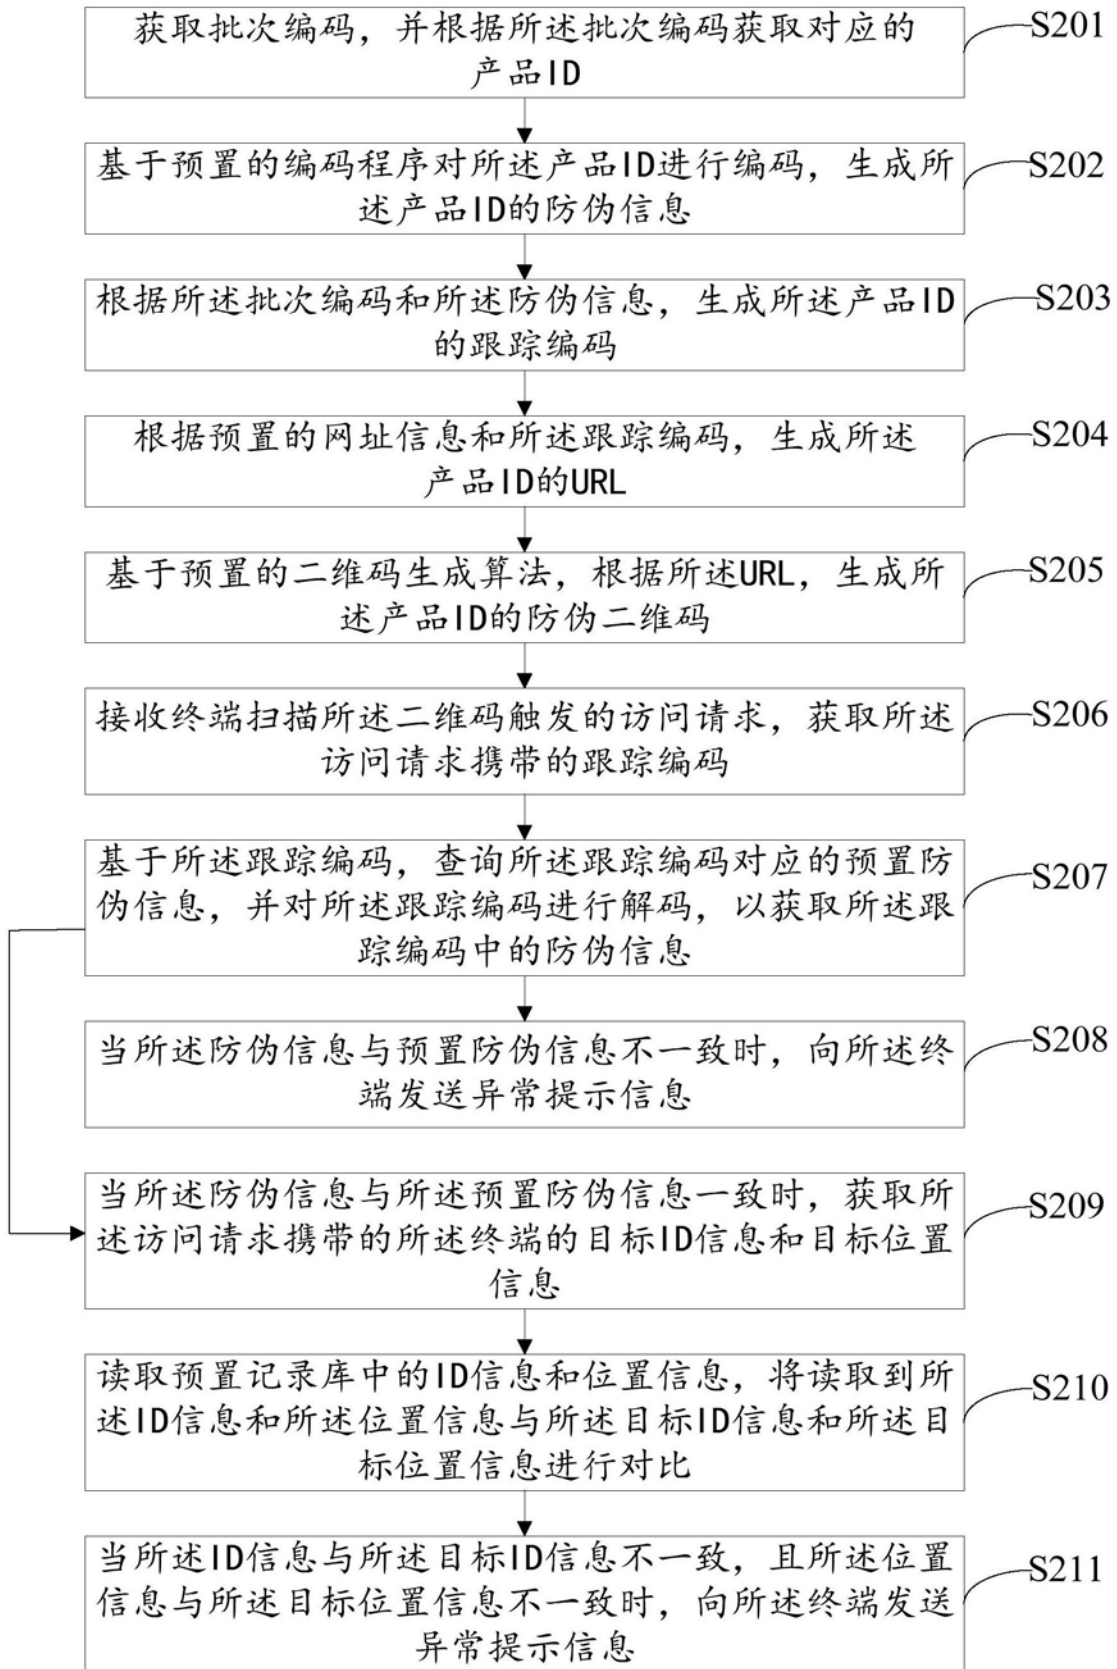 获取批次编码，并根据所述批次编码获取对应的
产品ID
S201
基于预置的编码程序对所述产品ID进行编码，生成所
述产品ID的防伪信息
S202
根据所述批次编码和所述防伪信息，生成所述产品ID
的跟踪编码
S203
根据预置的网址信息和所述跟踪编码，生成所述
产品ID的URL
S204
基于预置的二维码生成算法，根据所述URL，生成所
述产品ID的防伪二维码
S205
接收终端扫描所述二维码触发的访问请求，获取所述
访问请求携带的跟踪编码
S206
基于所述跟踪编码，查询所述跟踪编码对应的预置防
伪信息，并对所述跟踪编码进行解码，以获取所述跟
踪编码中的防伪信息
S207
当所述防伪信息与预置防伪信息不一致时，向所述终
端发送异常提示信息
S208
当所述防伪信息与所述预置防伪信息一致时，获取所
述访问请求携带的所述终端的目标ID信息和目标位置
信息
S209
读取预置记录库中的ID信息和位置信息，将读取到所
述ID信息和所述位置信息与所述目标ID信息和所述目
标位置信息进行对比
S210
当所述ID信息与所述目标ID信息不一致，且所述位置
信息与所述目标位置信息不一致时，向所述终端发送
异常提示信息
S211